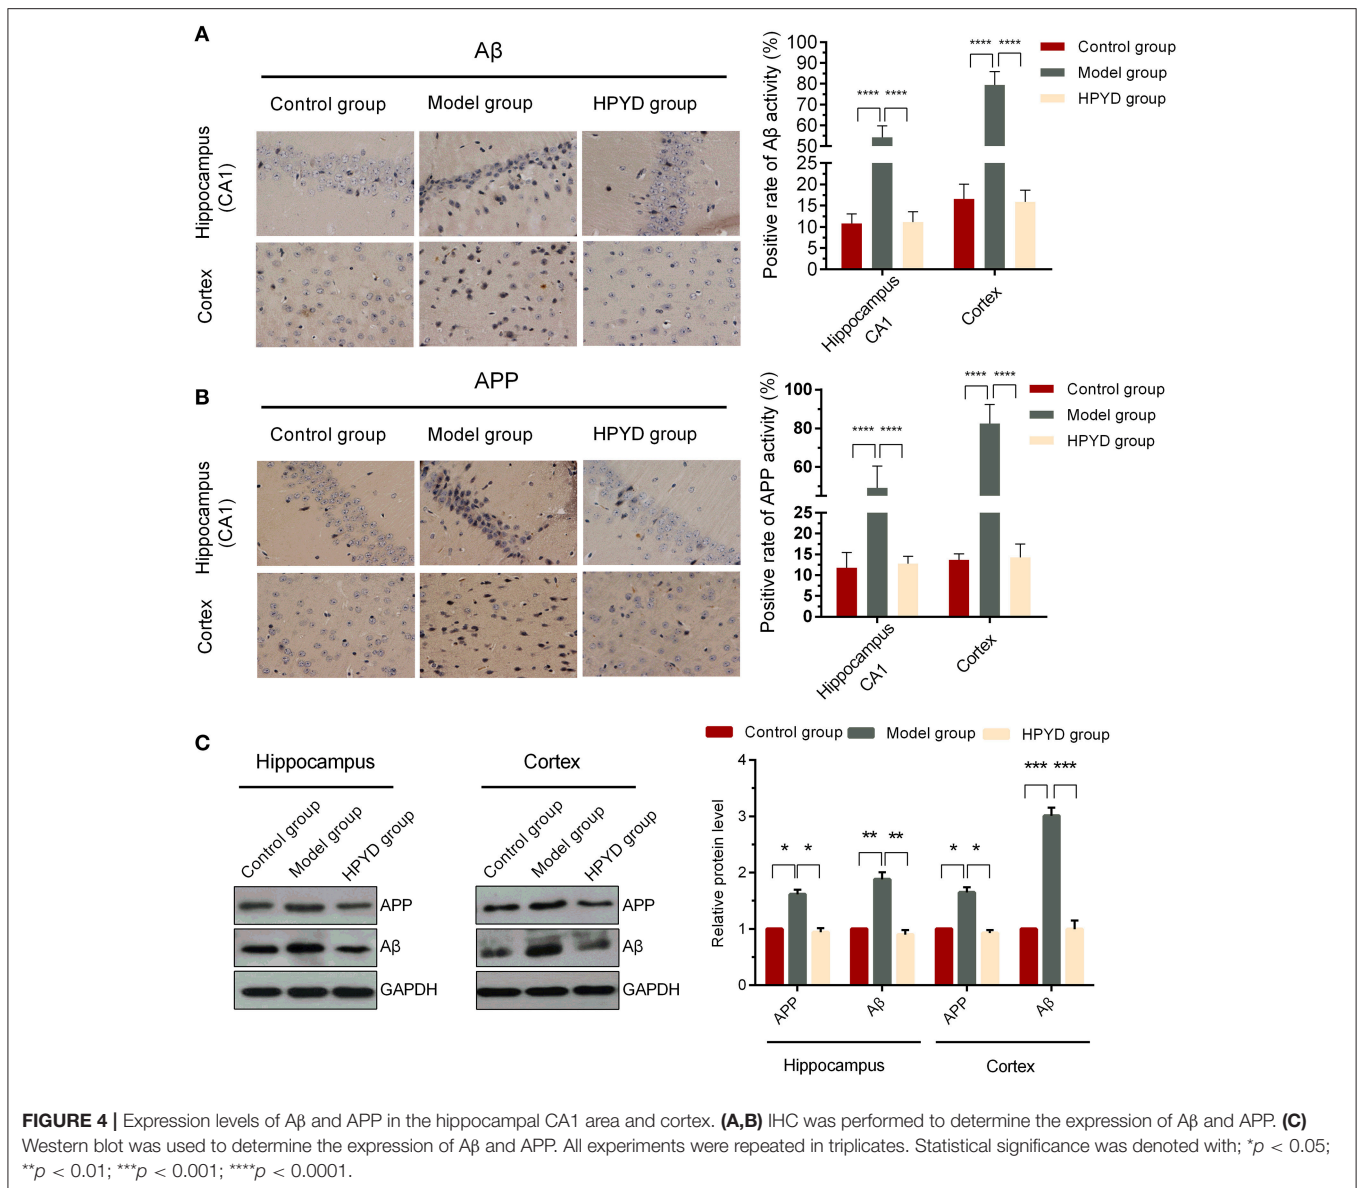 A
Aβ
Control group
Model group
HPYD group
Hippocampus
(CA1)
Cortex
Positive rate of Aβ activity (%)
100
90
80
70
60
50
25
20
15
10
5
0
**** ****
**** ****
Hippocampus
CA1
Cortex
Control group
Model group
HPYD group
B
APP
Control group
Model group
HPYD group
Hippocampus
(CA1)
Cortex
Positive rate of APP activity (%)
100
80
60
25
20
15
10
5
0
**** ****
**** ****
Hippocampus
CA1
Cortex
Control group
Model group
HPYD group
C
Hippocampus
Control group
Model group
HPYD group
APP
Aβ
GAPDH
Cortex
Control group
Model group
HPYD group
APP
Aβ
GAPDH
Control group Model group HPYD group
Relative protein level
4
3
2
1
0
* *
** **
* *
*** ***
APP
Aβ
APP
Aβ
Hippocampus
Cortex
FIGURE 4 | Expression levels of Aβ and APP in the hippocampal CA1 area and cortex. (A,B) IHC was performed to determine the expression of Aβ and APP. (C)
Western blot was used to determine the expression of Aβ and APP. All experiments were repeated in triplicates. Statistical significance was denoted with; *p < 0.05;
**p < 0.01; ***p < 0.001; ****p < 0.0001.